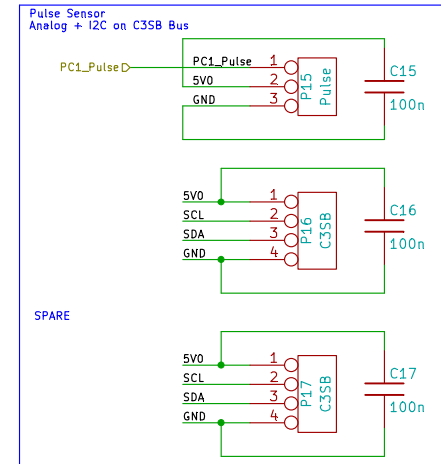 Pulse Sensor
Analog + I2C on C3SB Bus
PC1_Pulse PC1_Pulse 1
5V0 2
GND 3
P15 Pulse
C15
100n
5V0 1
SCL 2
SDA 3
GND 4
P16 C3SB
C16
100n
SPARE
5V0 1
SCL 2
SDA 3
GND 4
P17 C3SB
C17
100n